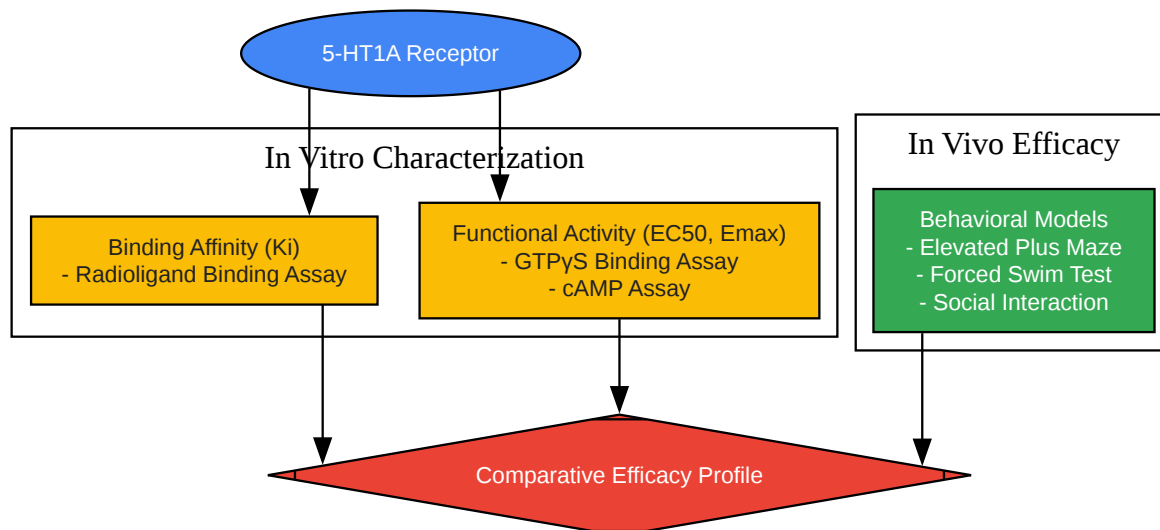 5-HT1A Receptor
In Vitro Characterization
Binding Affinity (Ki)
- Radioligand Binding Assay
Functional Activity (EC50, Emax)
- GTPγS Binding Assay
- cAMP Assay
In Vivo Efficacy
Behavioral Models
- Elevated Plus Maze
- Forced Swim Test
- Social Interaction
Comparative Efficacy Profile